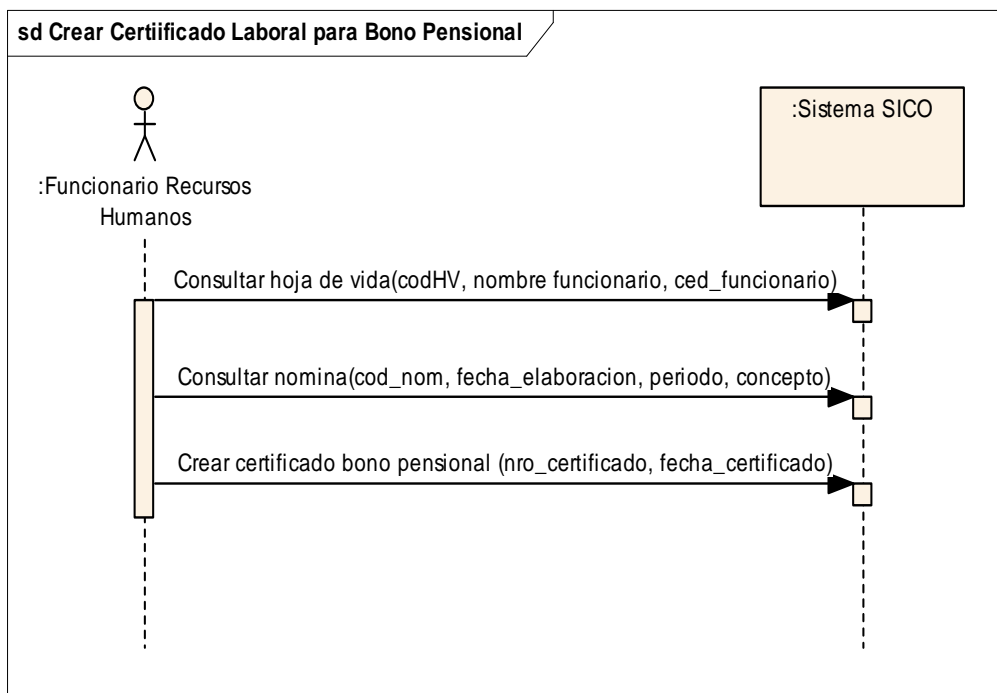 sd Crear Certiificado Laboral para Bono Pensional
:Funcionario Recursos
Humanos
:Sistema SICO
Consultar hoja de vida(codHV, nombre funcionario, ced_funcionario)
Consultar nomina(cod_nom, fecha_elaboracion, periodo, concepto)
Crear certificado bono pensional (nro_certificado, fecha_certificado)